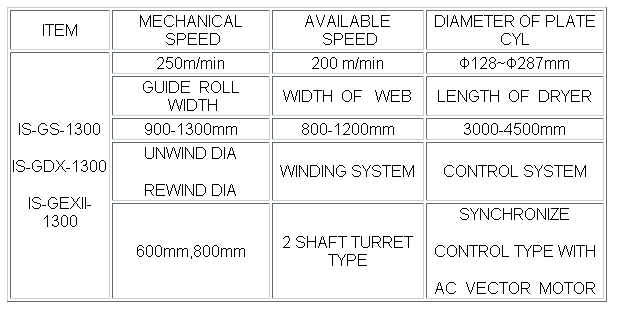 ITEM
MECHANICAL
SPEED
AVAILABLE
SPEED
DIAMETER OF PLATE
CYL
IS-GS-1300
IS-GDX-1300
IS-GEXII-
1300
250m/min
200 m/min
Φ128~Φ287mm
GUIDE ROLL
WIDTH
WIDTH OF WEB
LENGTH OF DRYER
900-1300mm
800-1200mm
3000-4500mm
UNWIND DIA
REWIND DIA
WINDING SYSTEM
CONTROL SYSTEM
600mm,800mm
2 SHAFT TURRET
TYPE
SYNCHRONIZE
CONTROL TYPE WITH
AC VECTOR MOTOR